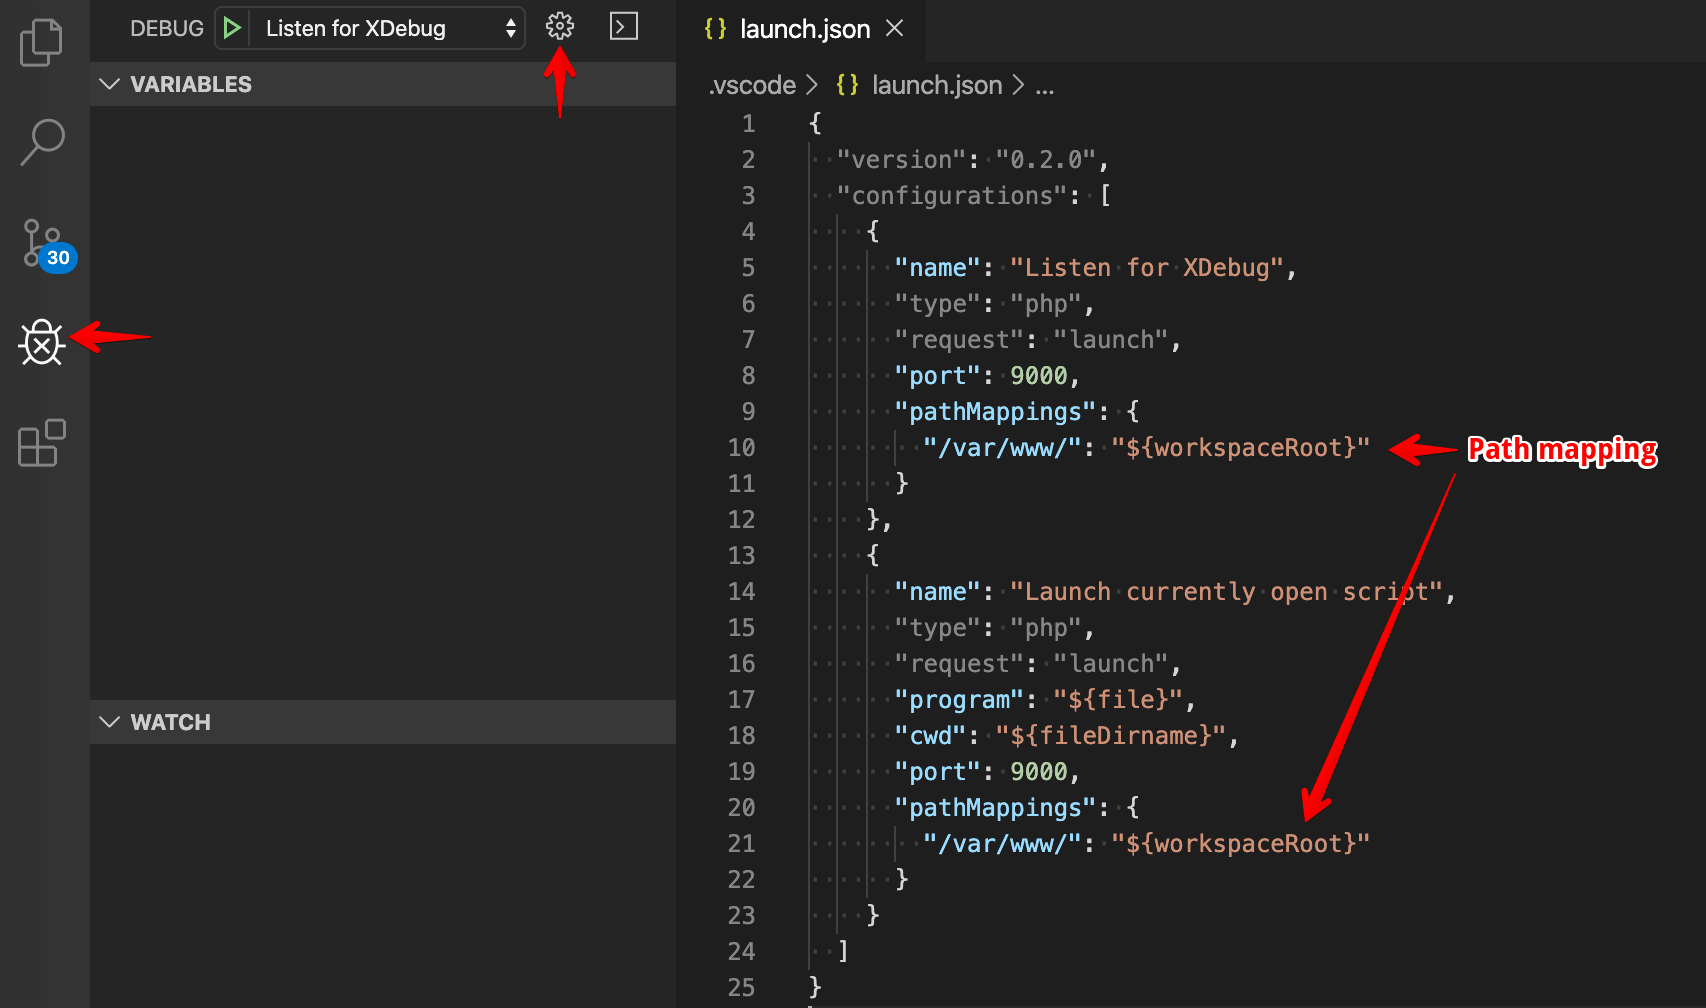 DEBUG Listen for XDebug
VARIABLES
30
WATCH
{} launch.json
.vscode > {} launch.json > ...
1 {
2 "version": "0.2.0",
3 "configurations": [
4 {
5 "name": "Listen for XDebug",
6 "type": "php",
7 "request": "launch",
8 "port": 9000,
9 "pathMappings": {
10 "/var/www/": "${workspaceRoot}"
Path mapping
11 }
12 },
13 {
14 "name": "Launch currently open script",
15 "type": "php",
16 "request": "launch",
17 "program": "${file}",
18 "cwd": "${fileDirname}",
19 "port": 9000,
20 "pathMappings": {
21 "/var/www/": "${workspaceRoot}"
22 }
23 }
24 ]
25 }